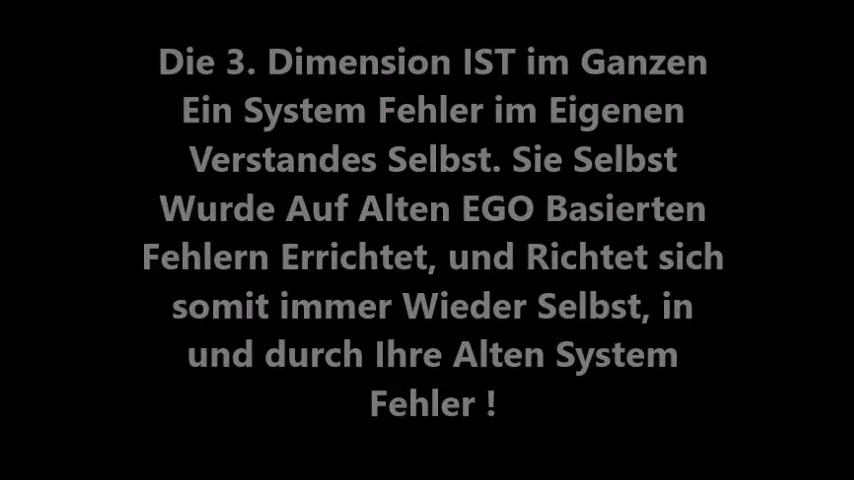 Die 3. Dimension IST im Ganzen
Ein System Fehler im Eigenen
Verstandes Selbst. Sie Selbst
Wurde Auf Alten EGO Basierten
Fehlern Errichtet, und Richtet sich
somit immer Wieder Selbst, in
und durch Ihre Alten System
Fehler !